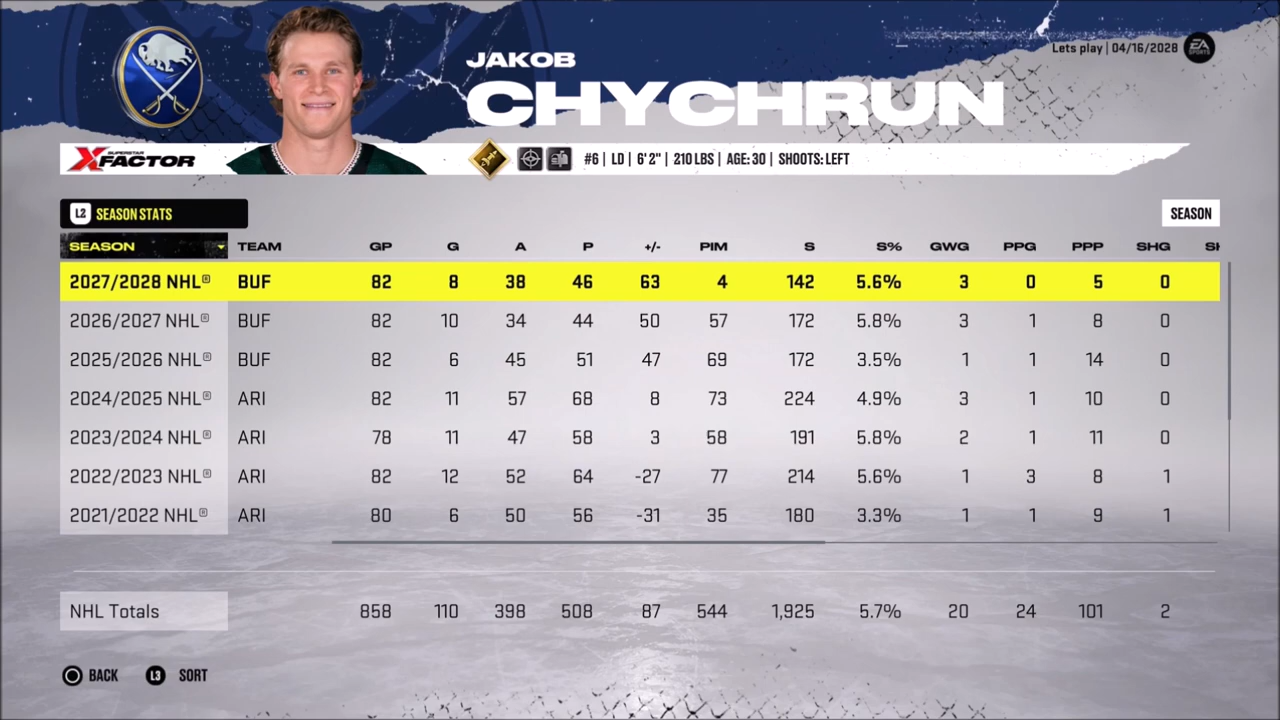 JAKOB
CHYCHRUN
Lets play | 04/16/2028
EA SPORTS
SUPERSTAR
X FACTOR
#6 | LD | 6' 2" | 210 LBS | AGE: 30 | SHOOTS: LEFT
L2 SEASON STATS
SEASON
SEASON TEAM GP G A P +/- PIM S S% GWG PPG PPP SHG SH
2027/2028 NHL® BUF 82 8 38 46 63 4 142 5.6% 3 0 5 0
2026/2027 NHL® BUF 82 10 34 44 50 57 172 5.8% 3 1 8 0
2025/2026 NHL® BUF 82 6 45 51 47 69 172 3.5% 1 1 14 0
2024/2025 NHL® ARI 82 11 57 68 8 73 224 4.9% 3 1 10 0
2023/2024 NHL® ARI 78 11 47 58 3 58 191 5.8% 2 1 11 0
2022/2023 NHL® ARI 82 12 52 64 -27 77 214 5.6% 1 3 8 1
2021/2022 NHL® ARI 80 6 50 56 -31 35 180 3.3% 1 1 9 1
NHL Totals 858 110 398 508 87 544 1,925 5.7% 20 24 101 2
BACK L3 SORT